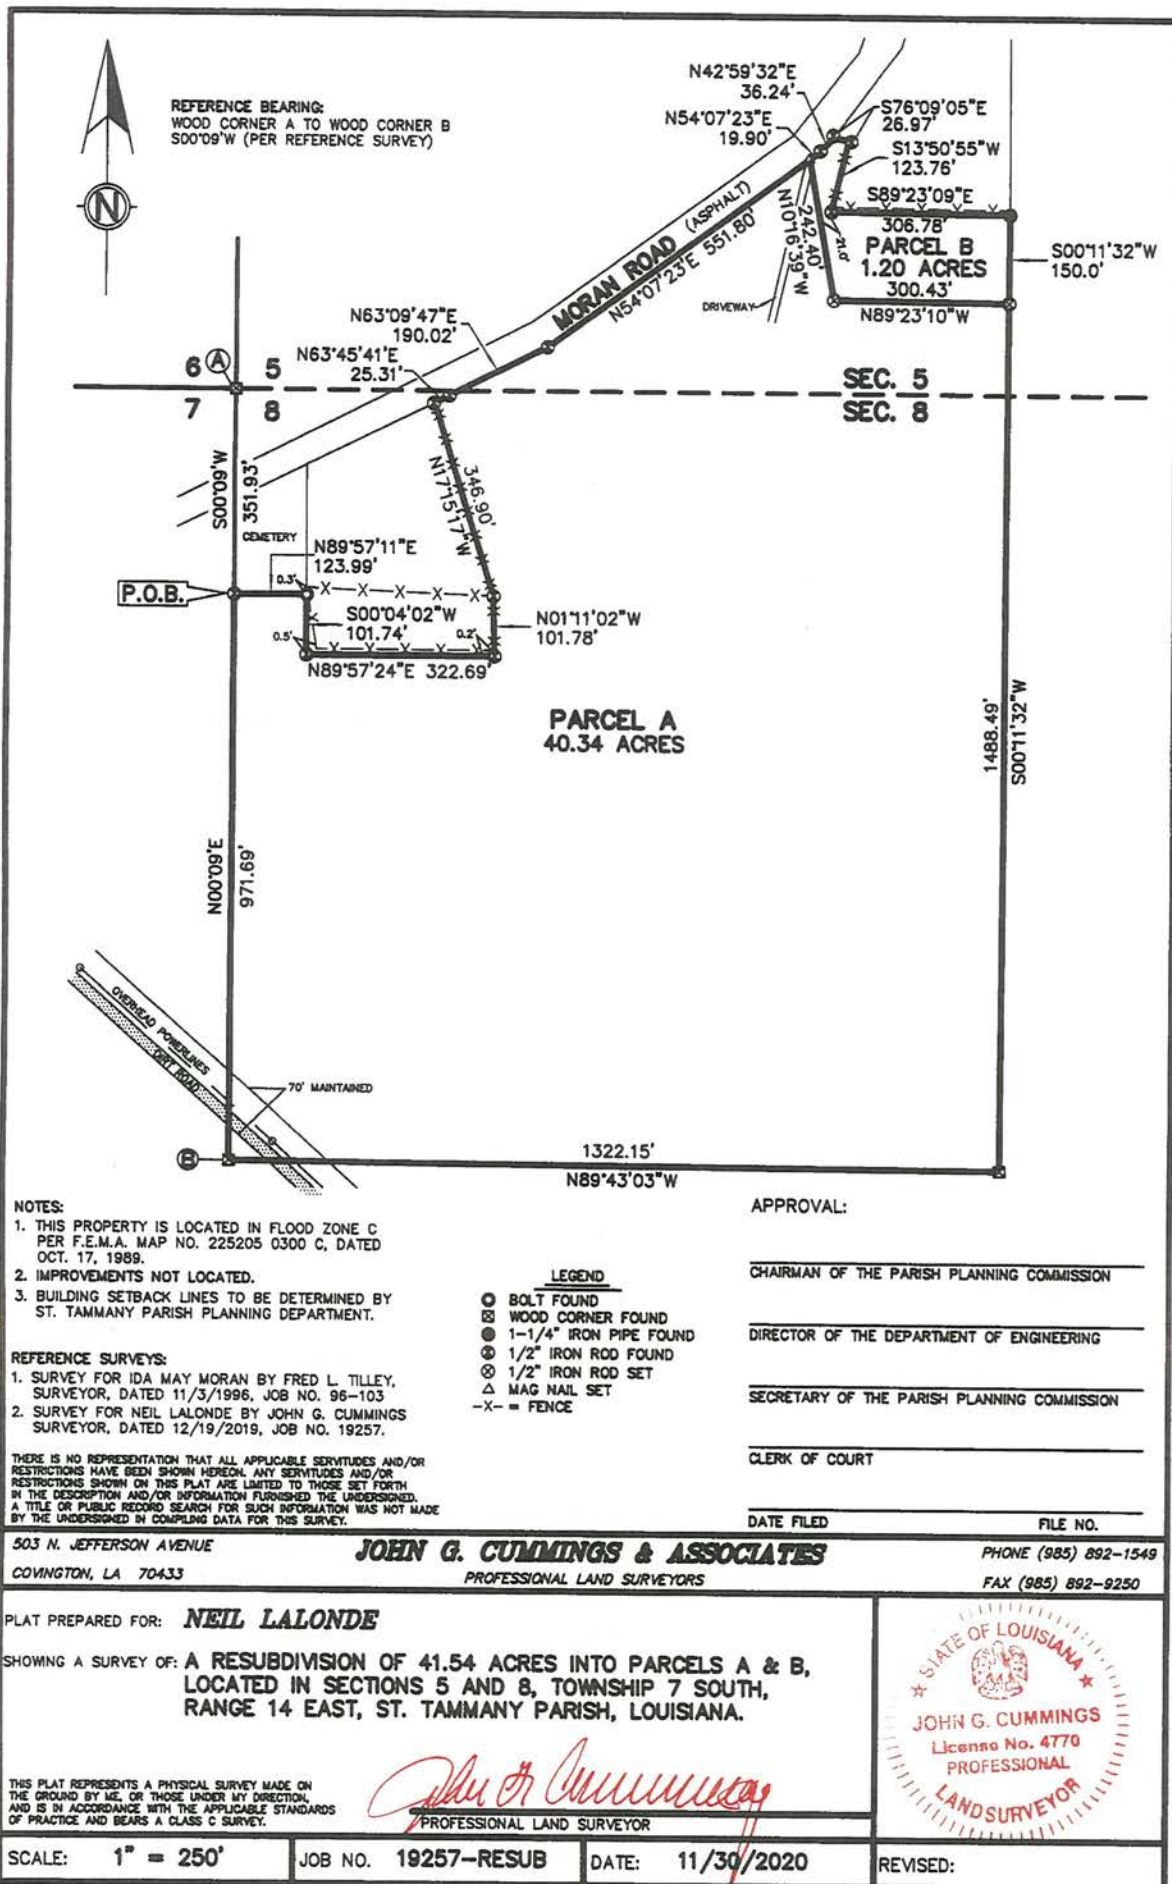 REFERENCE BEARING:
WOOD CORNER A TO WOOD CORNER B
S00°09'W (PER REFERENCE SURVEY)
N
N42°59'32"E
36.24'
N54°07'23"E
19.90'
S76°09'05"E
26.97'
S13°50'55"W
123.76'
S89°23'09"E
306.78'
PARCEL B
1.20 ACRES
300.43'
N89°23'10"W
S00°11'32"W
150.0'
21.0'
242.40'
N10°16'39"W
DRIVEWAY
MORAN ROAD (ASPHALT)
N54°07'23"E 551.80'
N63°09'47"E
190.02'
N63°45'41"E
25.31'
6 A 5
7 8
SEC. 5
SEC. 8
S00°09'W
351.93'
346.90'
N17°15'17"W
CEMETERY
N89°57'11"E
123.99'
0.3'
P.O.B.
S00°04'02"W
101.74'
0.5'
0.2'
N01°11'02"W
101.78'
N89°57'24"E 322.69'
PARCEL A
40.34 ACRES
1488.49'
S00°11'32"W
N00°09'E
971.69'
OVERHEAD POWERLINES
DIRT ROAD
70' MAINTAINED
B
1322.15'
N89°43'03"W
NOTES:
1. THIS PROPERTY IS LOCATED IN FLOOD ZONE C
PER F.E.M.A. MAP NO. 225205 0300 C, DATED
OCT. 17, 1989.
2. IMPROVEMENTS NOT LOCATED.
3. BUILDING SETBACK LINES TO BE DETERMINED BY
ST. TAMMANY PARISH PLANNING DEPARTMENT.
REFERENCE SURVEYS:
1. SURVEY FOR IDA MAY MORAN BY FRED L. TILLEY,
SURVEYOR, DATED 11/3/1996, JOB NO. 96-103
2. SURVEY FOR NEIL LALONDE BY JOHN G. CUMMINGS
SURVEYOR, DATED 12/19/2019, JOB NO. 19257.
THERE IS NO REPRESENTATION THAT ALL APPLICABLE SERVITUDES AND/OR
RESTRICTIONS HAVE BEEN SHOWN HEREON. ANY SERVITUDES AND/OR
RESTRICTIONS SHOWN ON THIS PLAT ARE LIMITED TO THOSE SET FORTH
IN THE DESCRIPTION AND/OR INFORMATION FURNISHED THE UNDERSIGNED.
A TITLE OR PUBLIC RECORD SEARCH FOR SUCH INFORMATION WAS NOT MADE
BY THE UNDERSIGNED IN COMPILING DATA FOR THIS SURVEY.
LEGEND
BOLT FOUND
WOOD CORNER FOUND
1-1/4" IRON PIPE FOUND
1/2" IRON ROD FOUND
1/2" IRON ROD SET
MAG NAIL SET
-X- = FENCE
APPROVAL:
CHAIRMAN OF THE PARISH PLANNING COMMISSION
DIRECTOR OF THE DEPARTMENT OF ENGINEERING
SECRETARY OF THE PARISH PLANNING COMMISSION
CLERK OF COURT
DATE FILED FILE NO.
503 N. JEFFERSON AVENUE
COVINGTON, LA 70433
JOHN G. CUMMINGS & ASSOCIATES
PROFESSIONAL LAND SURVEYORS
PHONE (985) 892-1549
FAX (985) 892-9250
PLAT PREPARED FOR: NEIL LALONDE
SHOWING A SURVEY OF: A RESUBDIVISION OF 41.54 ACRES INTO PARCELS A & B,
LOCATED IN SECTIONS 5 AND 8, TOWNSHIP 7 SOUTH,
RANGE 14 EAST, ST. TAMMANY PARISH, LOUISIANA.
THIS PLAT REPRESENTS A PHYSICAL SURVEY MADE ON
THE GROUND BY ME, OR THOSE UNDER MY DIRECTION,
AND IS IN ACCORDANCE WITH THE APPLICABLE STANDARDS
OF PRACTICE AND BEARS A CLASS C SURVEY.
John G. Cummings
PROFESSIONAL LAND SURVEYOR
STATE OF LOUISIANA
JOHN G. CUMMINGS
License No. 4770
PROFESSIONAL
LAND SURVEYOR
SCALE: 1" = 250'
JOB NO. 19257-RESUB
DATE: 11/30/2020
REVISED: